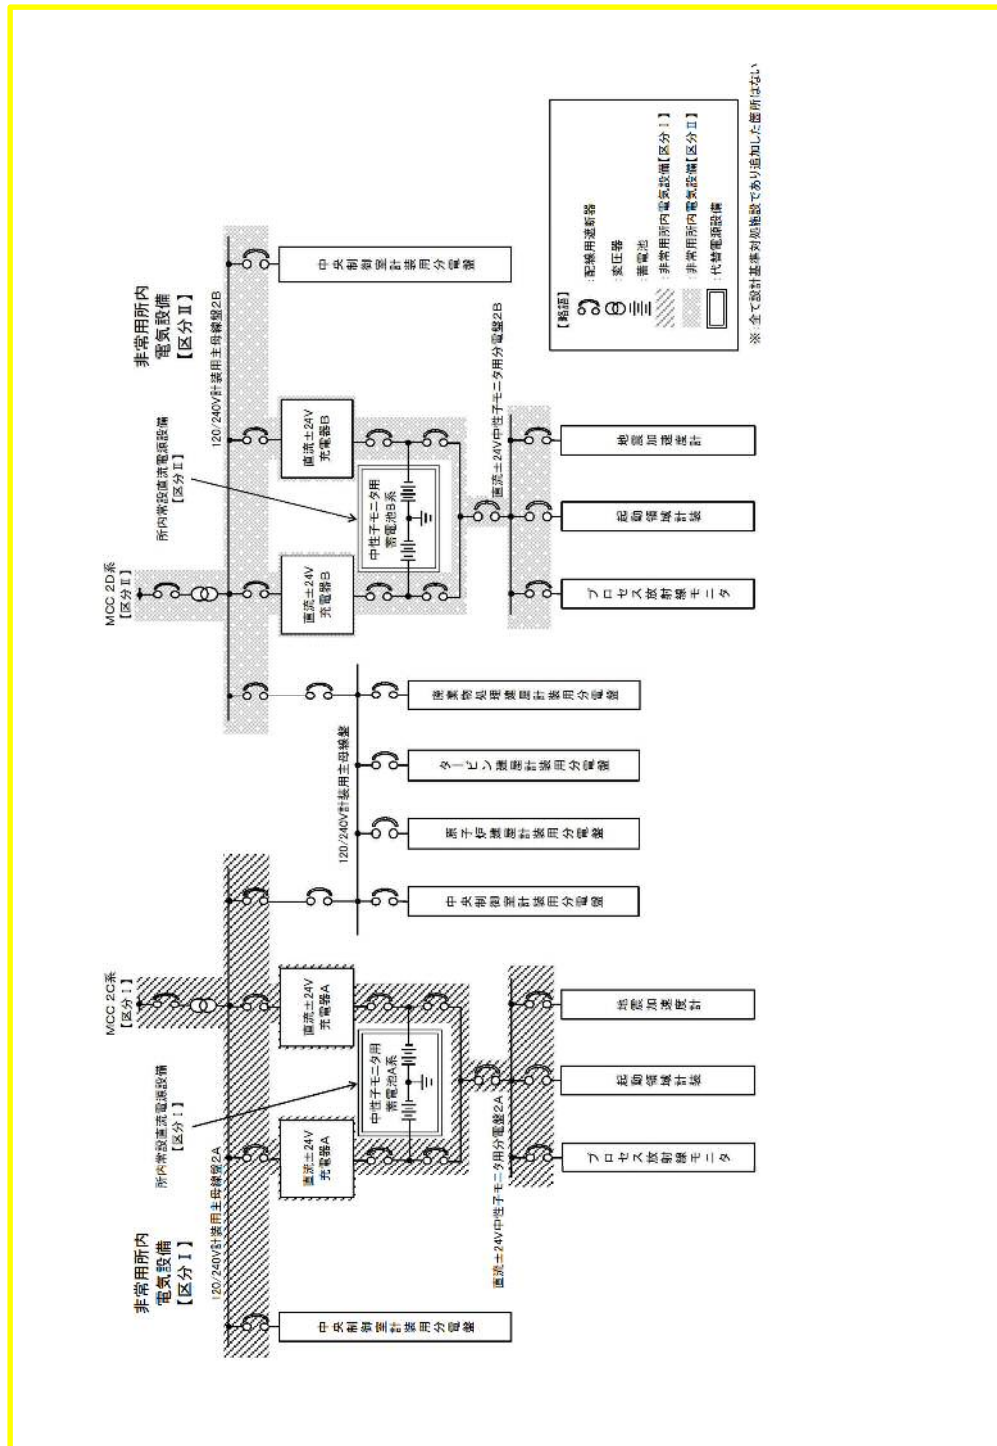 非常用所内
電気設備
【区分Ⅰ】
所内常設直流電源設備
【区分Ⅰ】
MCC 2C系
【区分Ⅰ】
MCC 2D系
【区分Ⅱ】
所内常設直流電源設備
【区分Ⅱ】
非常用所内
電気設備
【区分Ⅱ】
120/240V計装用主母線盤2A
120/240V計装用主母線盤2B
中央制御室計装用分電盤
直流±24V
充電器A
中性子モニタ用
蓄電池A系
直流±24V
充電器A
120/240V計装用主母線盤
直流±24V
充電器B
中性子モニタ用
蓄電池B系
直流±24V
充電器B
中央制御室計装用分電盤
中央制御室計装用分電盤
原子炉建屋計装用分電盤
タービン建屋計装用分電盤
廃棄物処理建屋計装用分電盤
直流±24V中性子モニタ用分電盤2A
直流±24V中性子モニタ用分電盤2B
プロセス放射線モニタ
起動領域計装
地震加速度計
プロセス放射線モニタ
起動領域計装
地震加速度計
【略語】
:配線用遮断器
:変圧器
:蓄電池
:非常用所内電気設備【区分Ⅰ】
:非常用所内電気設備【区分Ⅱ】
:代替電源設備
※:全て設計基準対処施設であり追加した箇所はない